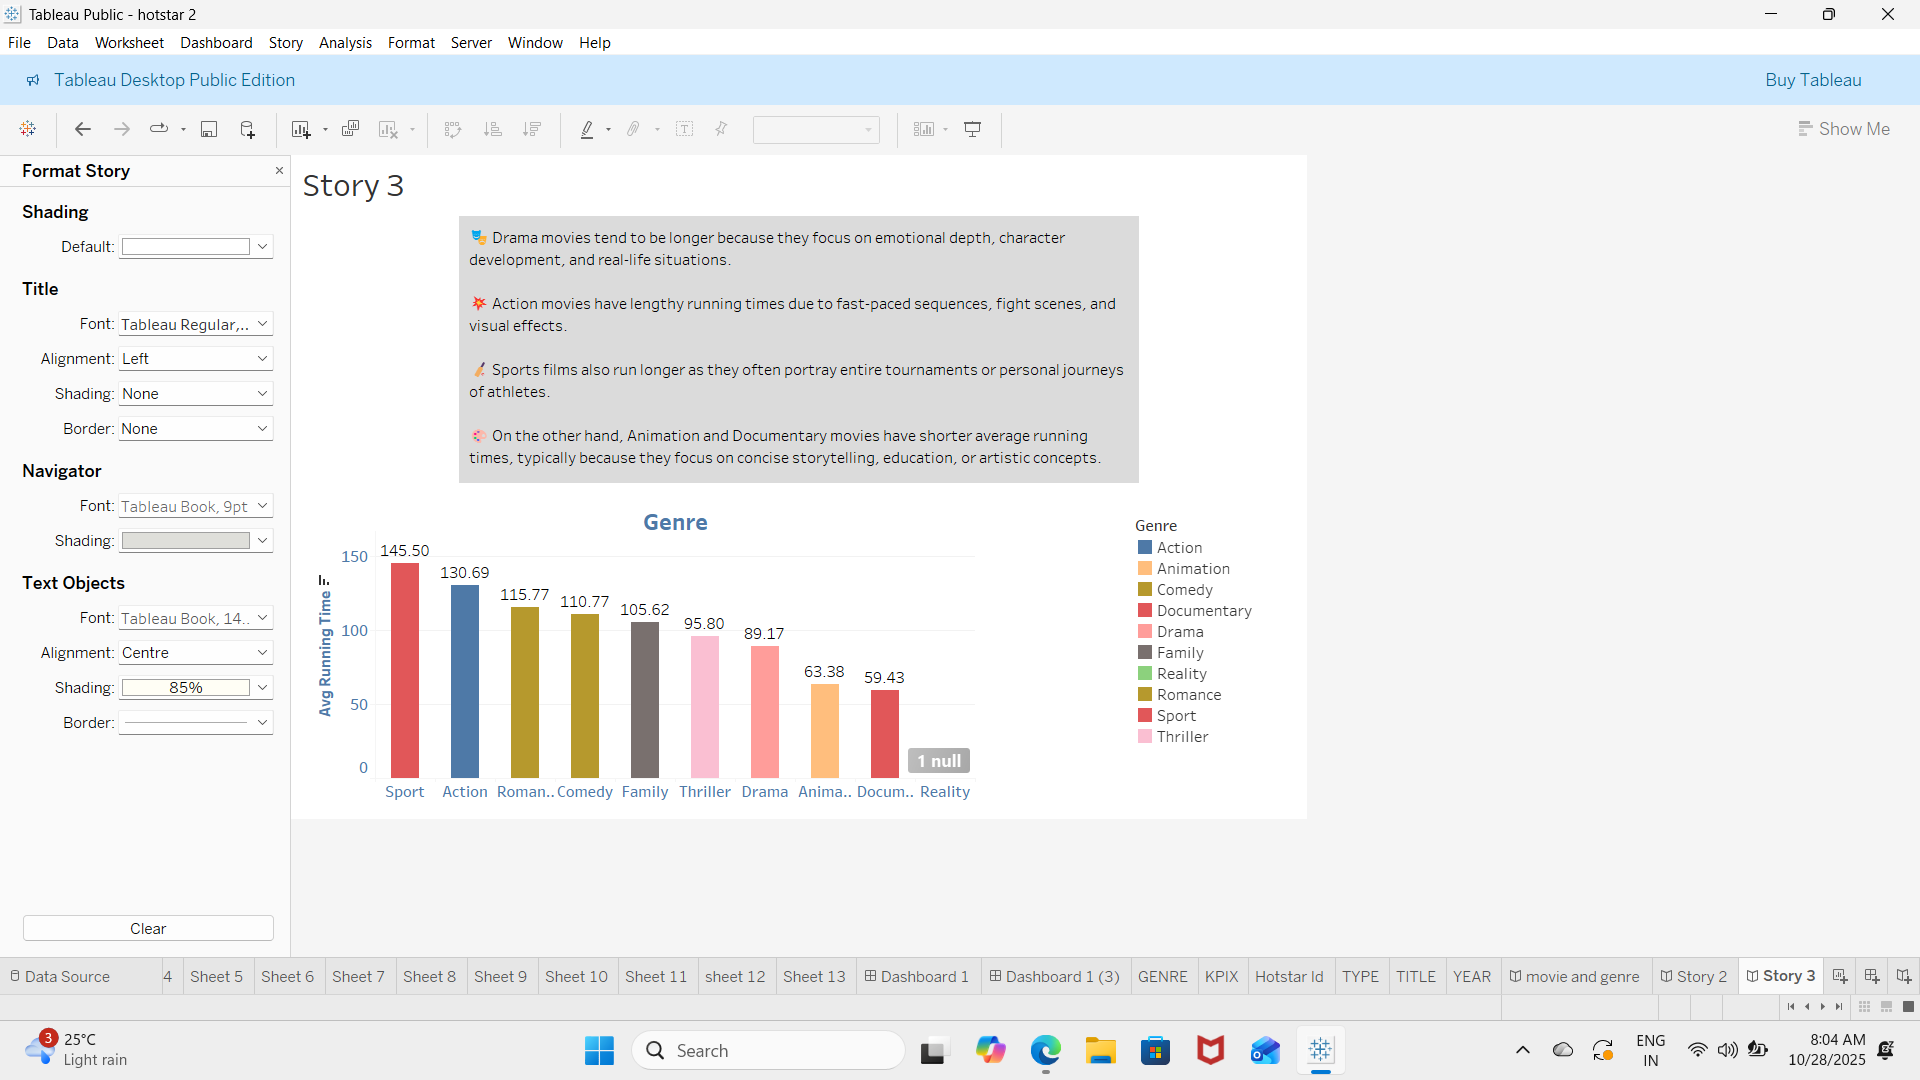 Tableau Public - hotstar 2
File Data Worksheet Dashboard Story Analysis Format Server Window Help
Tableau Desktop Public Edition
Buy Tableau
Show Me
Format Story
Shading
Default:
Title
Font: Tableau Regular,..
Alignment: Left
Shading: None
Border: None
Navigator
Font: Tableau Book, 9pt
Shading:
Text Objects
Font: Tableau Book, 14..
Alignment: Centre
Shading: 85%
Border:
Clear
Story 3
🎭 Drama movies tend to be longer because they focus on emotional depth, character
development, and real-life situations.
💥 Action movies have lengthy running times due to fast-paced sequences, fight scenes, and
visual effects.
🏏 Sports films also run longer as they often portray entire tournaments or personal journeys
of athletes.
🎨 On the other hand, Animation and Documentary movies have shorter average running
times, typically because they focus on concise storytelling, education, or artistic concepts.
Genre
Avg Running Time
150
100
50
0
145.50
130.69
115.77
110.77
105.62
95.80
89.17
63.38
59.43
1 null
Sport Action Roman.. Comedy Family Thriller Drama Anima.. Docum.. Reality
Genre
Action
Animation
Comedy
Documentary
Drama
Family
Reality
Romance
Sport
Thriller
Data Source 4 Sheet 5 Sheet 6 Sheet 7 Sheet 8 Sheet 9 Sheet 10 Sheet 11 sheet 12 Sheet 13 Dashboard 1 Dashboard 1 (3) GENRE KPIX Hotstar Id TYPE TITLE YEAR movie and genre Story 2 Story 3
3
25°C
Light rain
Search
ENG
IN
8:04 AM
10/28/2025